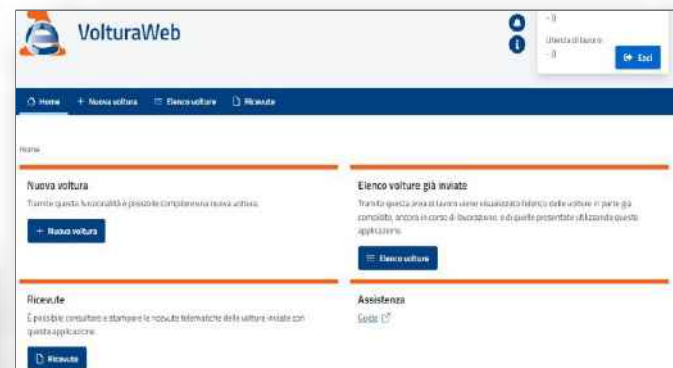 VolturaWeb
- ()
Utenza di lavoro:
- ()
Esci
Home
+ Nuova voltura
Elenco volture
Ricevute
Home
Nuova voltura
Tramite questa funzionalità è possibile compilare una nuova voltura.
+ Nuova voltura
Elenco volture già inviate
Tramite questa area di lavoro viene visualizzato l'elenco delle volture in parte già
compilate, ancora in corso di lavorazione, e di quelle presentate utilizzando questa
applicazione.
Elenco volture
Ricevute
È possibile consultare e stampare le ricevute telematiche delle volture inviate con
questa applicazione.
Ricevute
Assistenza
Guide